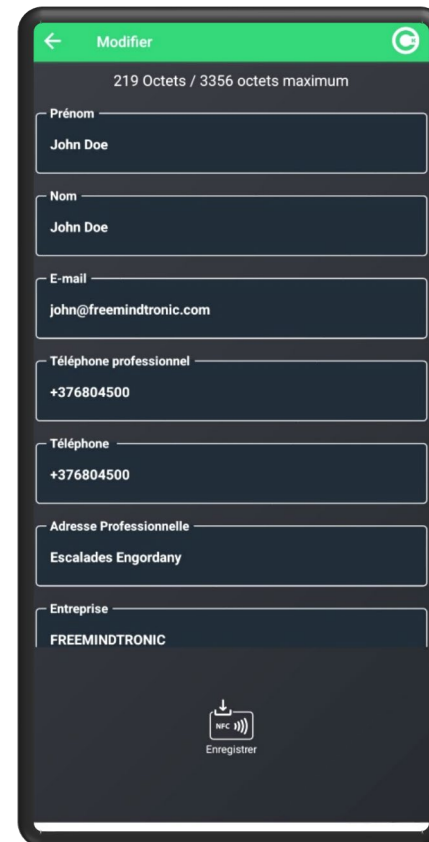 Modifier
219 Octets / 3356 octets maximum
Prénom
John Doe
Nom
John Doe
E-mail
john@freemindtronic.com
Téléphone professionnel
+376804500
Téléphone
+376804500
Adresse Professionnelle
Escalades Engordany
Entreprise
FREEMINDTRONIC
NFC
Enregistrer